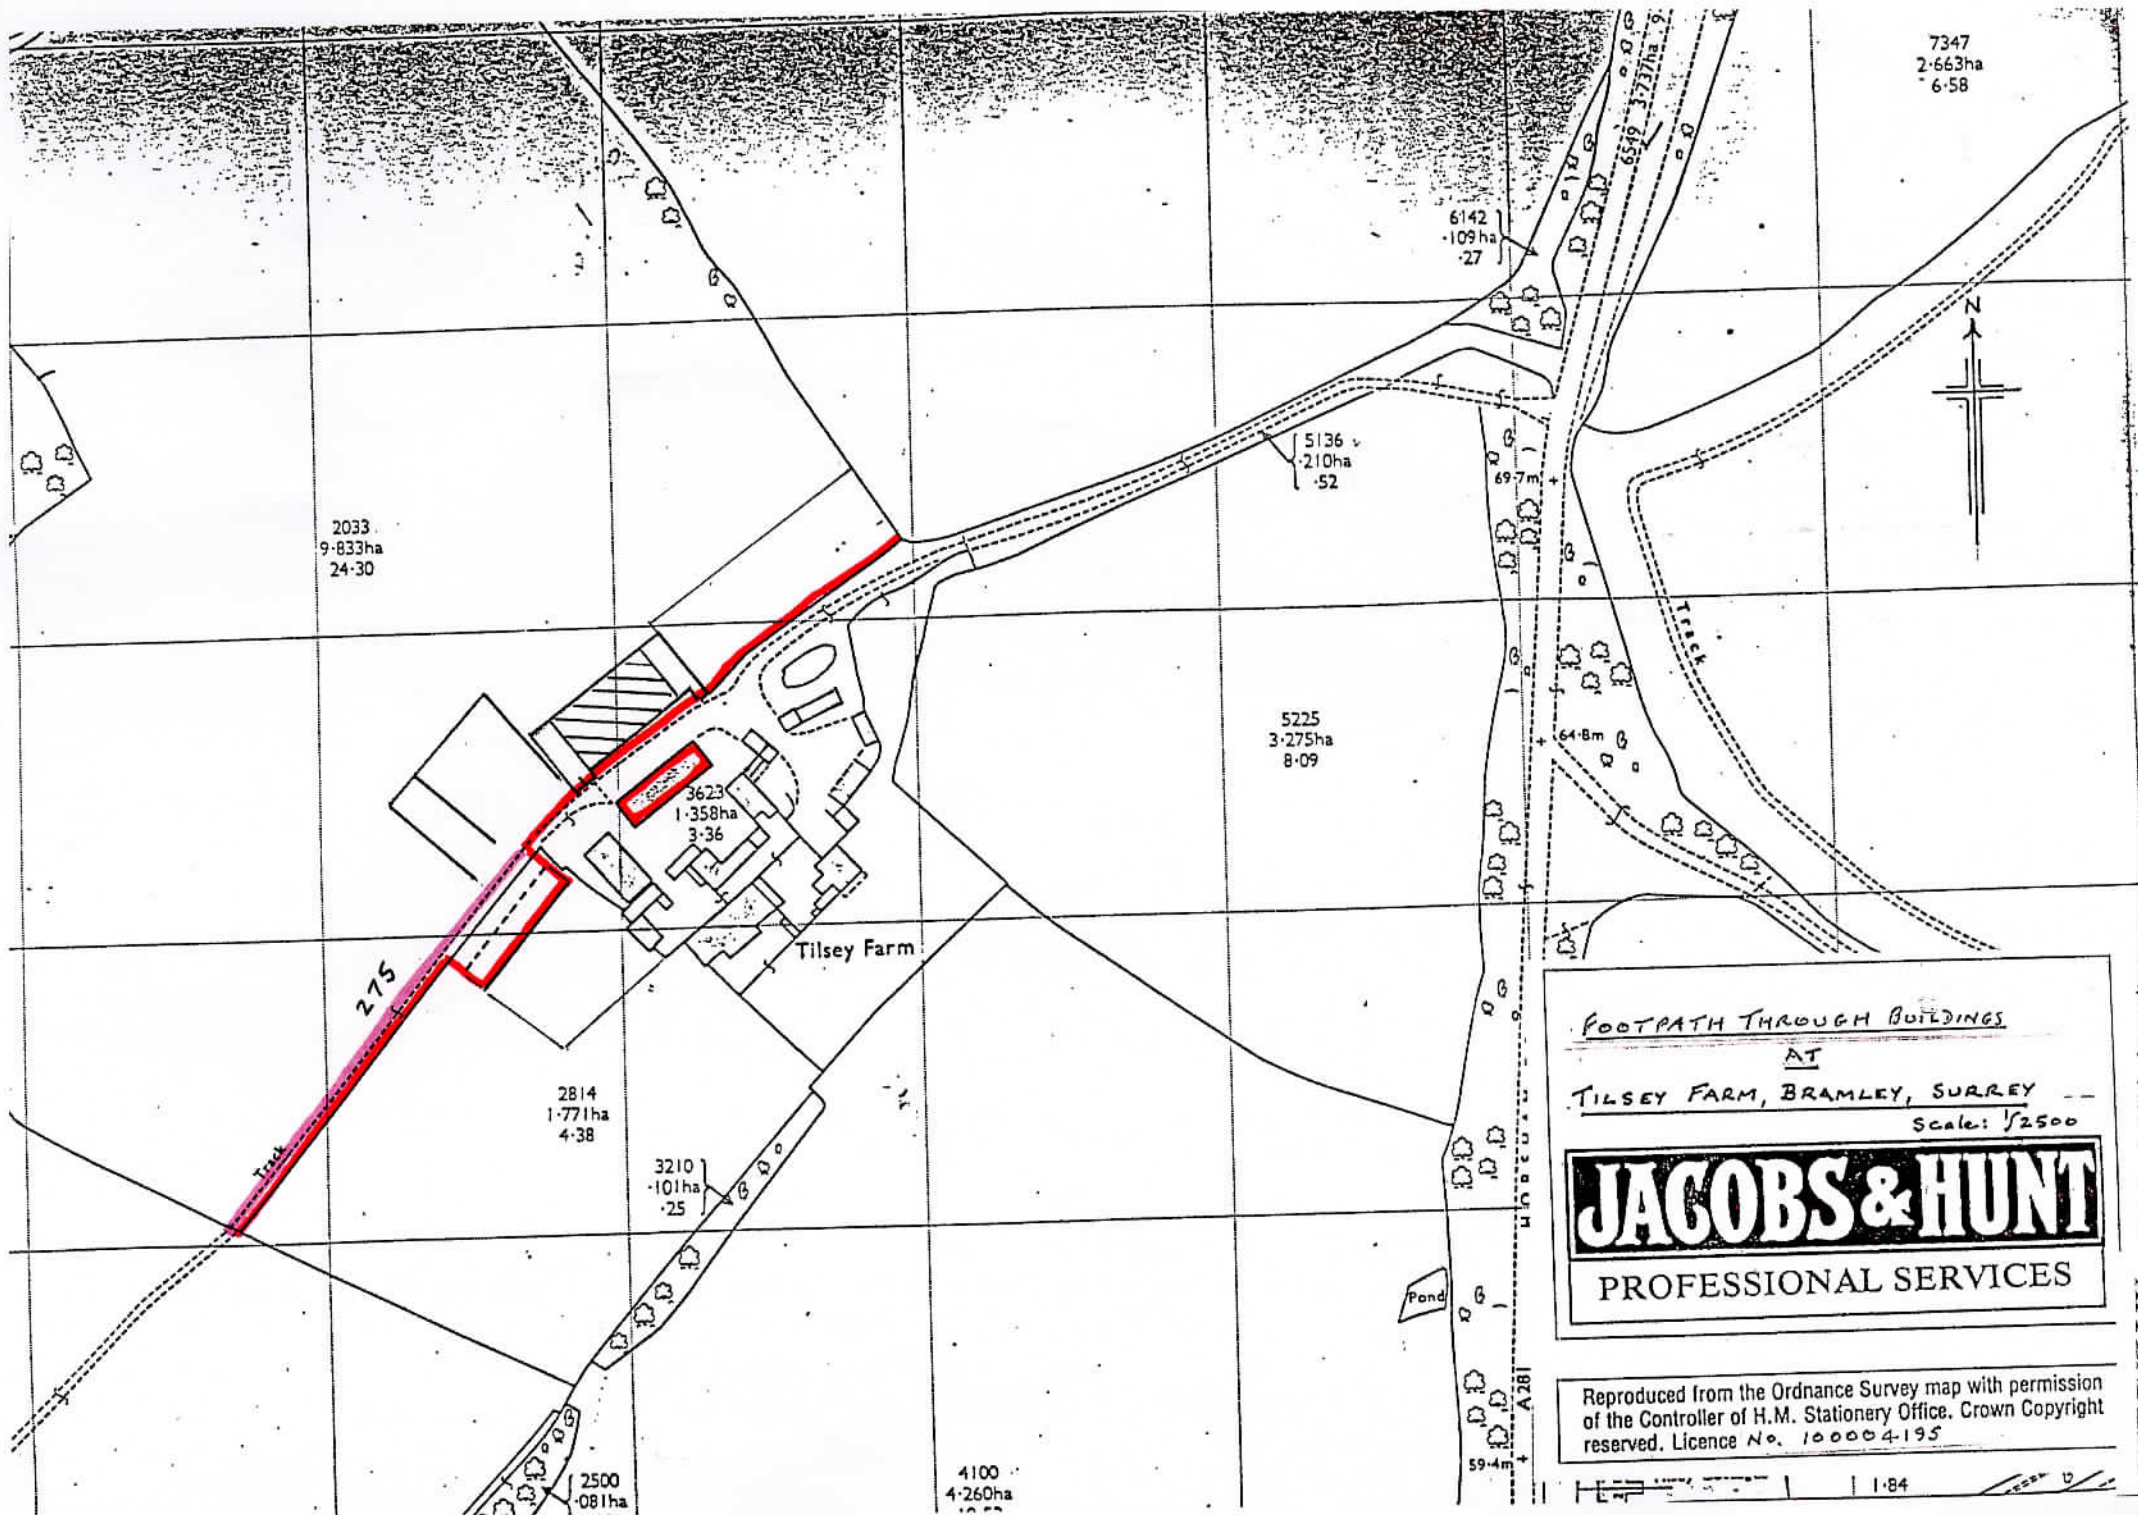 7347
2·663ha
6·58
6549 3·737ha
6142
·109ha
·27
N
5136
·210ha
·52
69·7m
2033
9·833ha
24·30
Track
5225
3·275ha
8·09
64·8m
3623
1·358ha
3·36
Tilsey Farm
275
Track
2814
1·771ha
4·38
3210
·101ha
·25
Pond
A 281
59·4m
2500
·081ha
4100
4·260ha
FOOTPATH THROUGH BUILDINGS
AT
TILSEY FARM, BRAMLEY, SURREY
Scale: 1/2500
JACOBS & HUNT
PROFESSIONAL SERVICES
Reproduced from the Ordnance Survey map with permission
of the Controller of H.M. Stationery Office. Crown Copyright
reserved. Licence No. 100004195
1·84